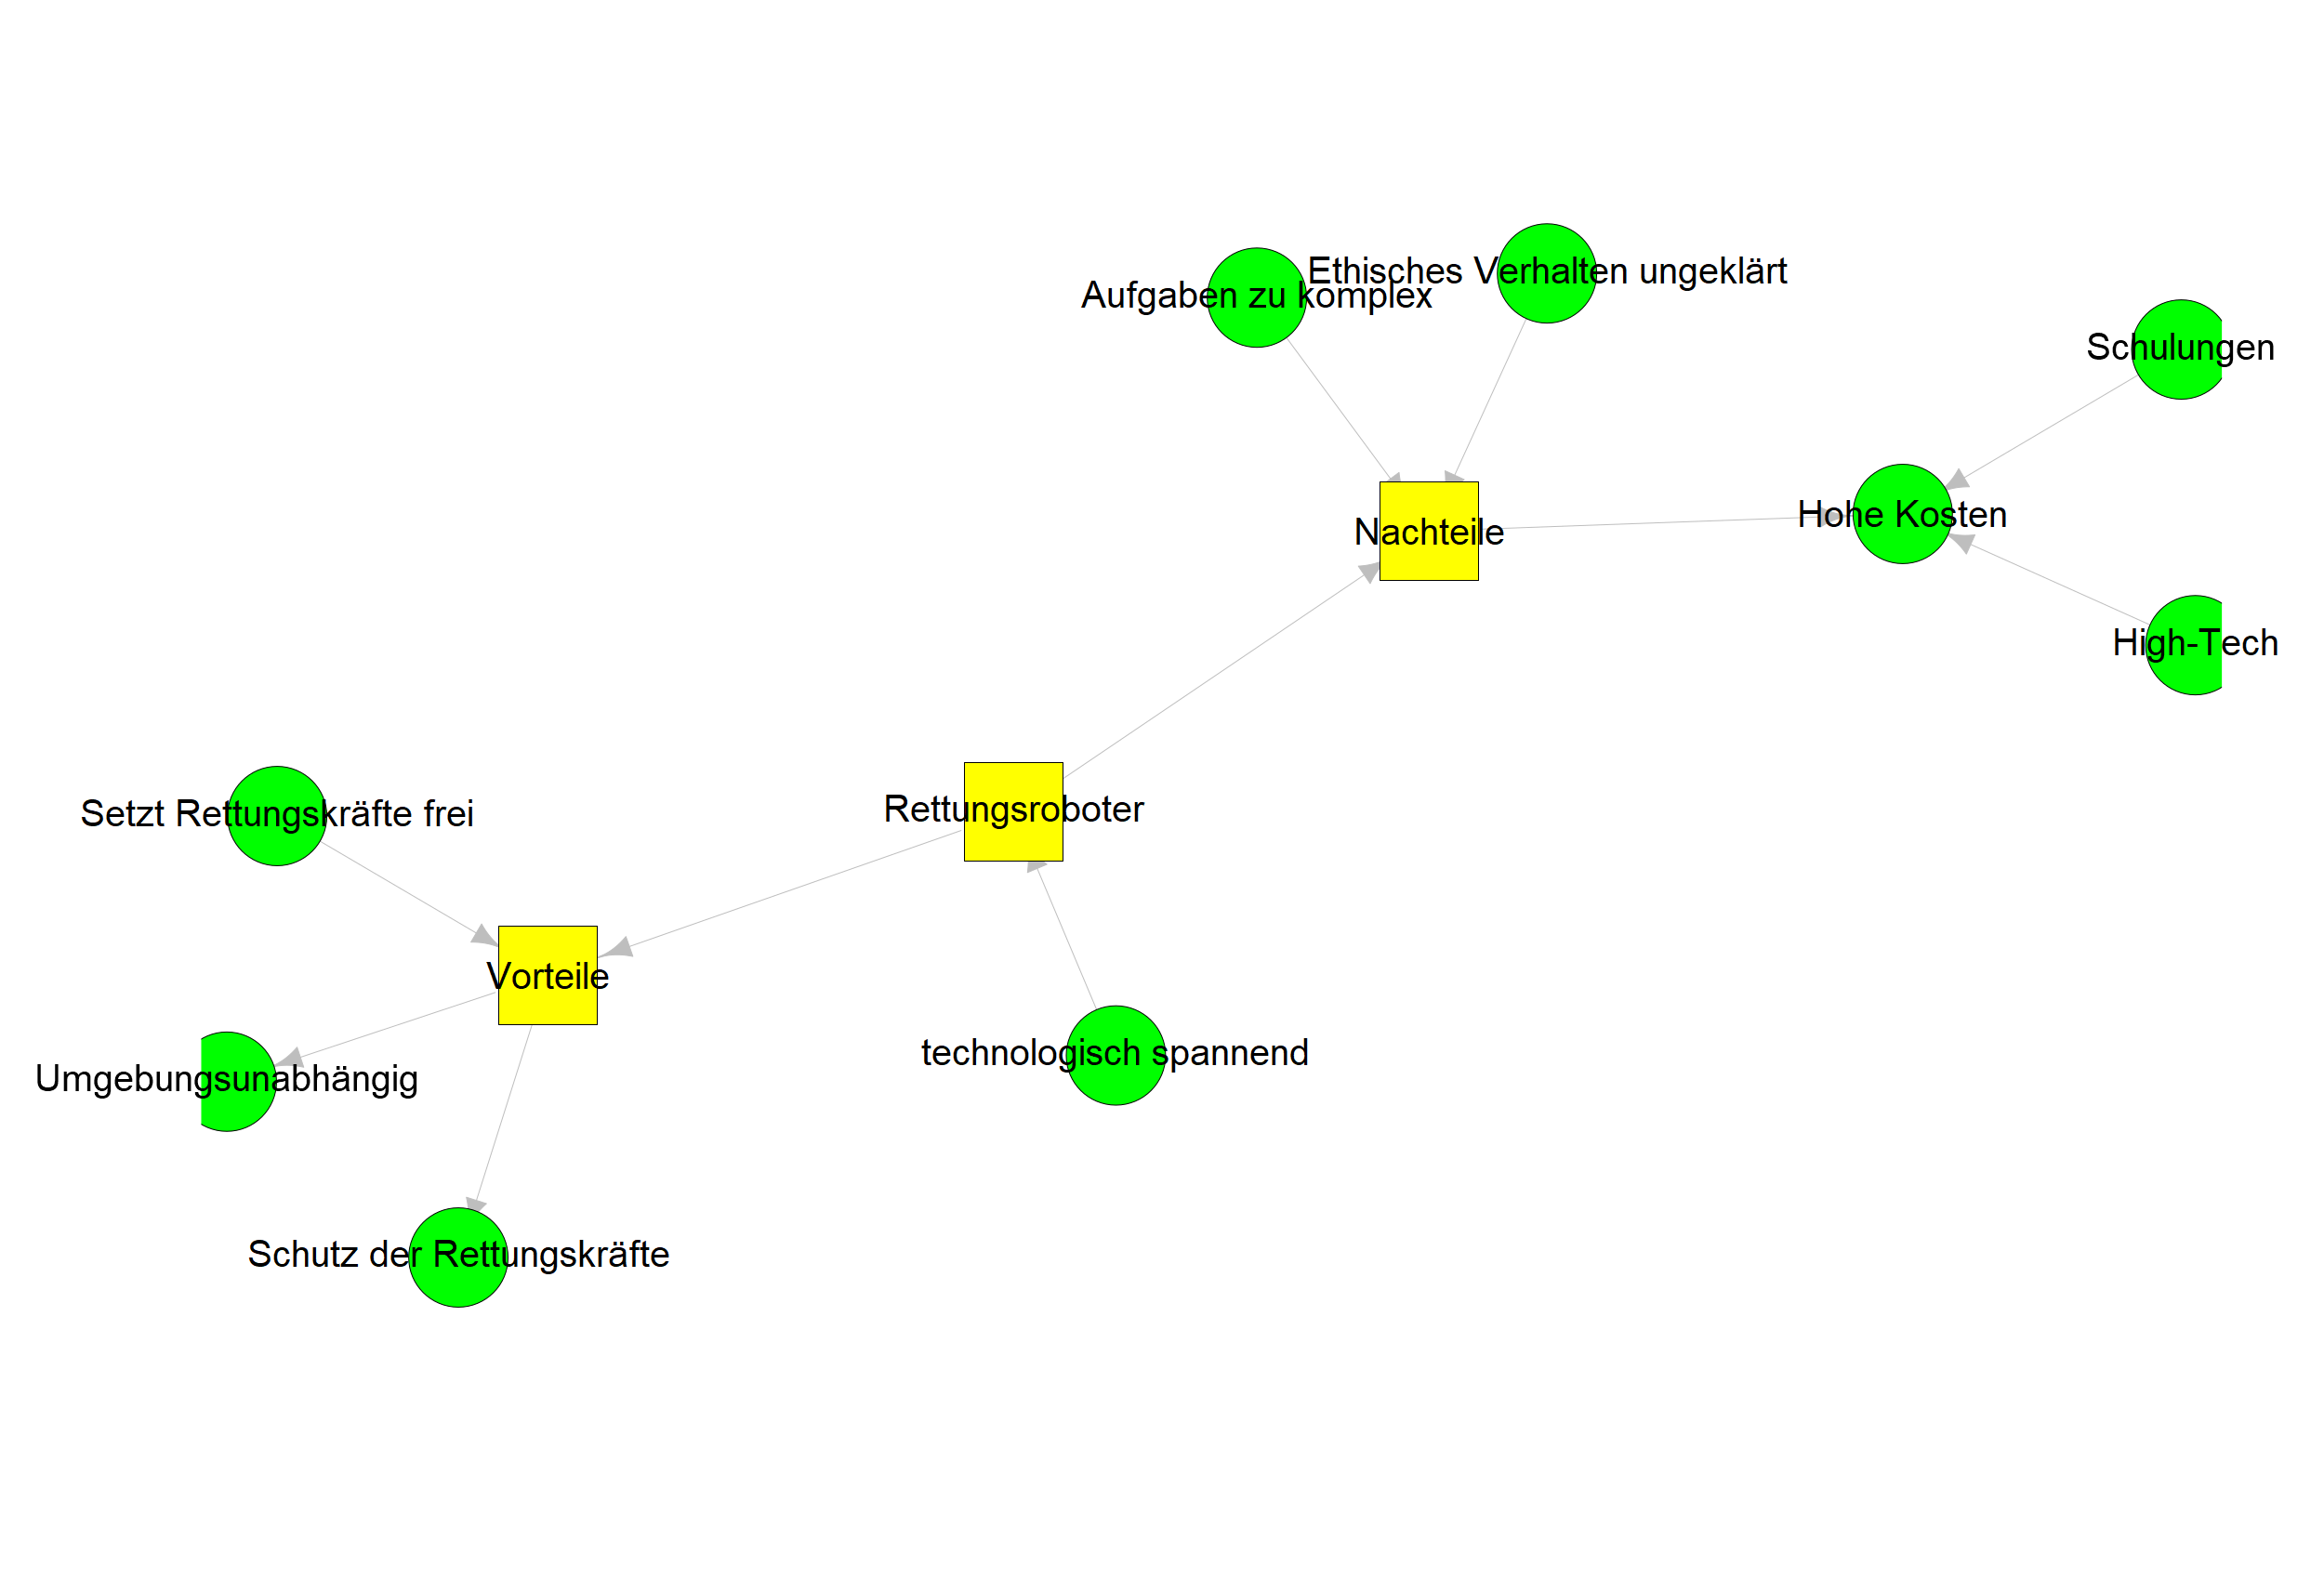 Ethisches Verhalten ungeklärt
Aufgaben zu komplex
Schulungen
Hohe Kosten
Nachteile
High-Tech
Rettungsroboter
Setzt Rettungskräfte frei
Vorteile
technologisch spannend
Umgebungsunabhängig
Schutz der Rettungskräfte